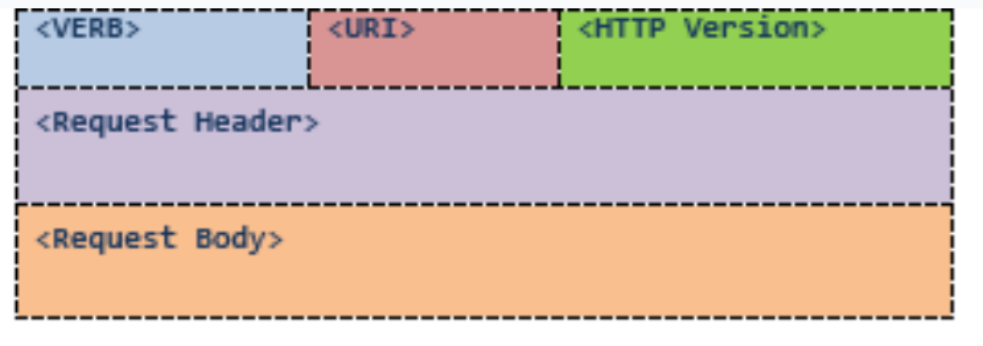 <VERB> <URI> <HTTP Version>
<Request Header>
<Request Body>